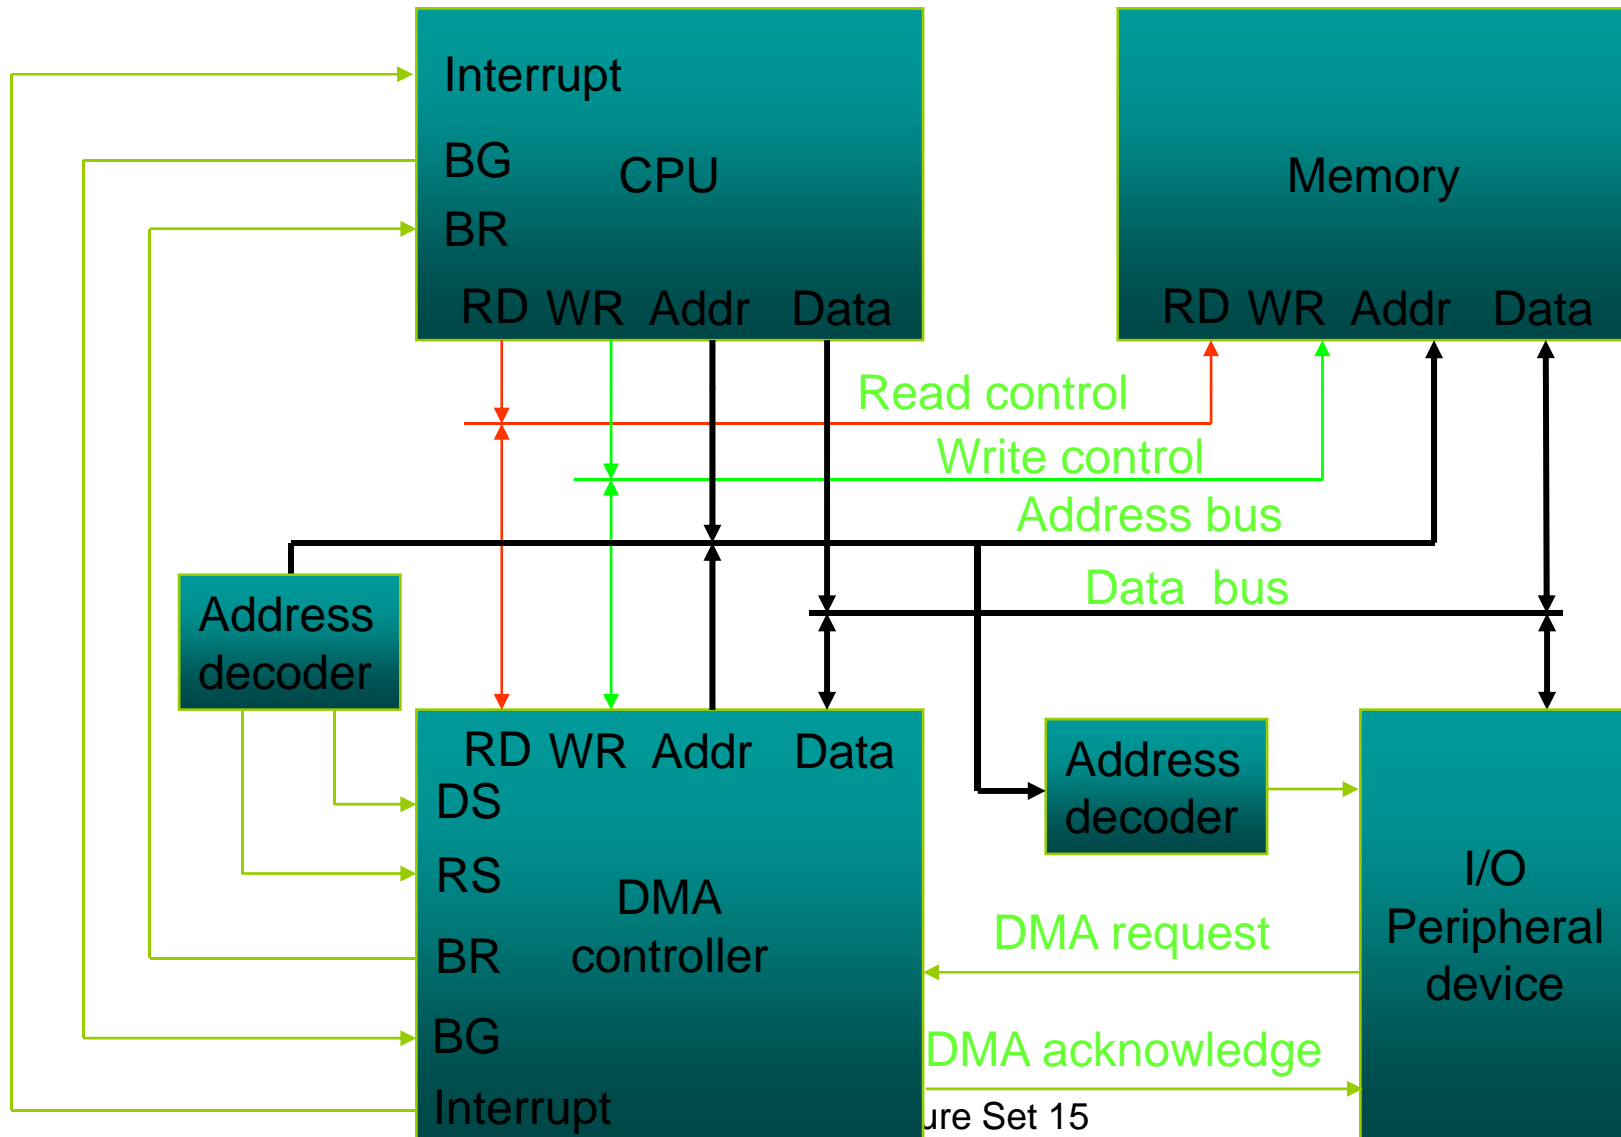 Interrupt
BG
CPU
BR
RD WR Addr Data
Memory
RD WR Addr Data
Read control
Write control
Address bus
Data bus
Address
decoder
RD WR Addr Data
DS
RS
DMA
controller
BR
BG
Interrupt
Address
decoder
I/O
Peripheral
device
DMA request
DMA acknowledge
Set 15